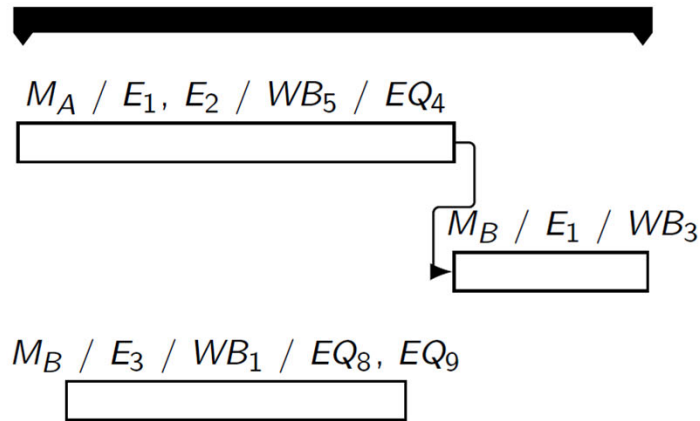 M_A / E_1, E_2 / WB_5 / EQ_4
M_B / E_1 / WB_3
M_B / E_3 / WB_1 / EQ_8, EQ_9